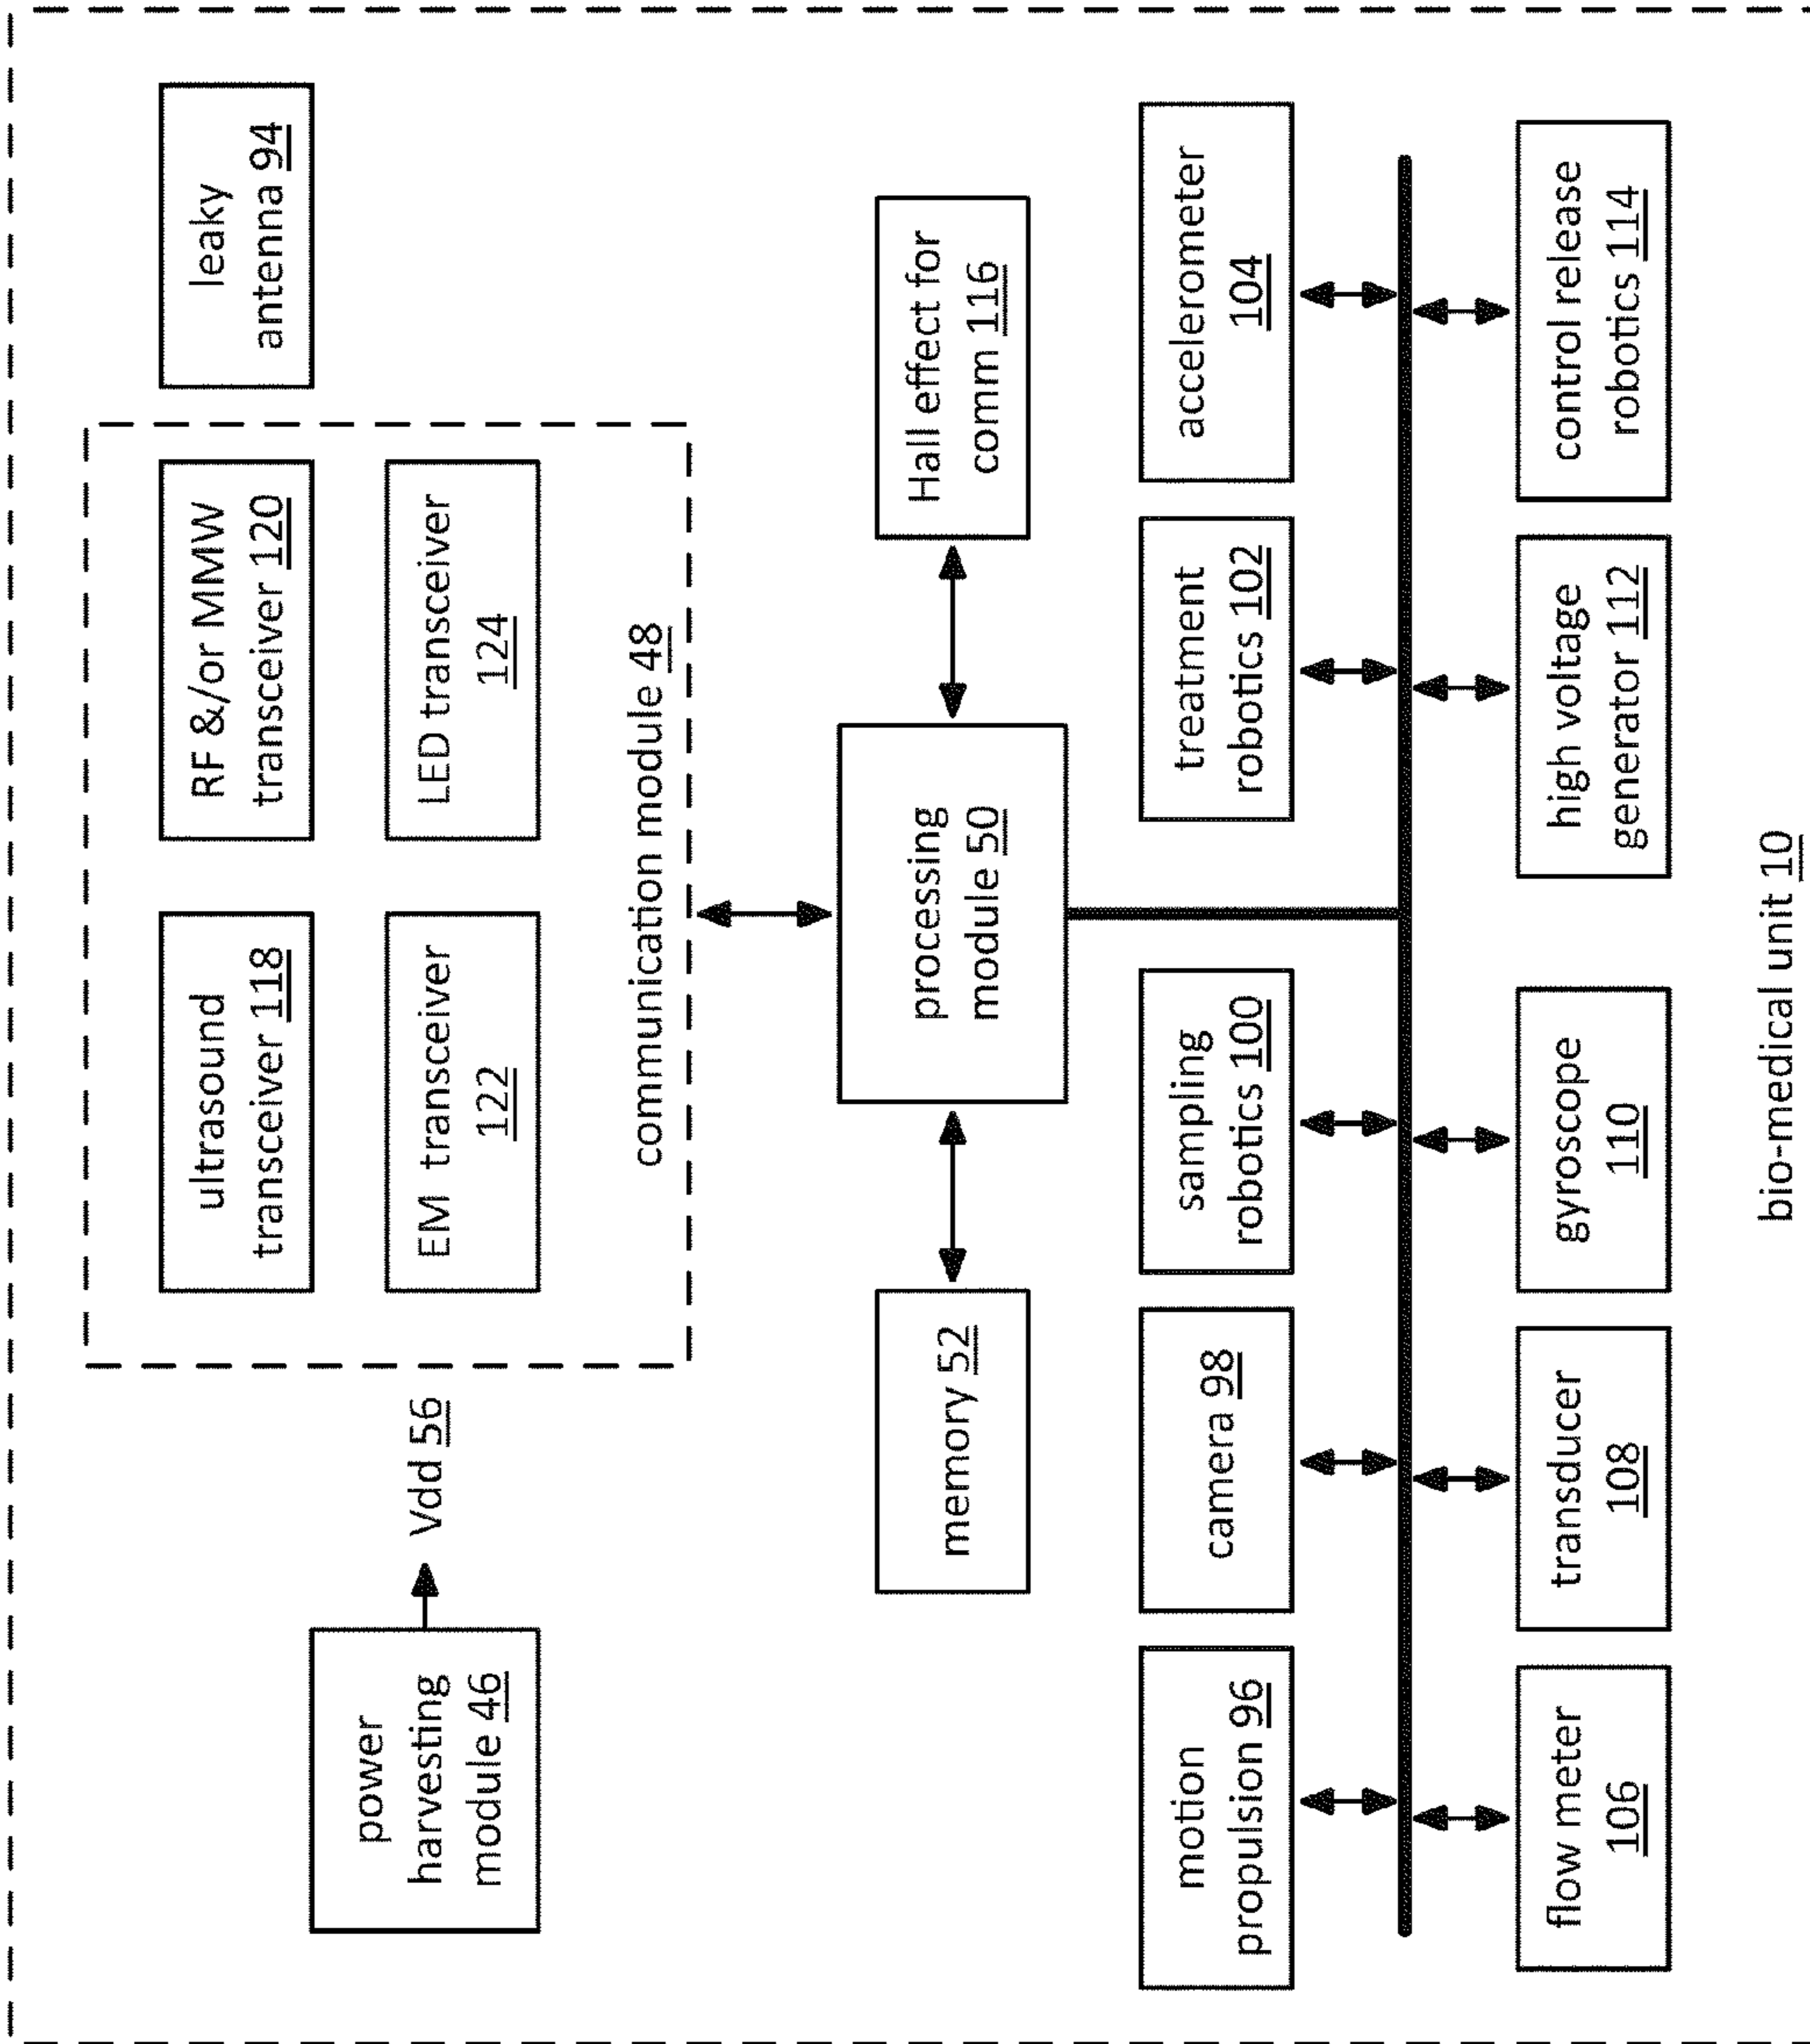 power
harvesting
module 46
Vdd 56
ultrasound
transceiver 118
RF &/or MMW
transceiver 120
EM transceiver
122
LED transceiver
124
communication module 48
leaky
antenna 94
memory 52
processing
module 50
Hall effect for
comm 116
motion
propulsion 96
camera 98
sampling
robotics 100
treatment
robotics 102
accelerometer
104
flow meter
106
transducer
108
gyroscope
110
high voltage
generator 112
control release
robotics 114
bio-medical unit 10